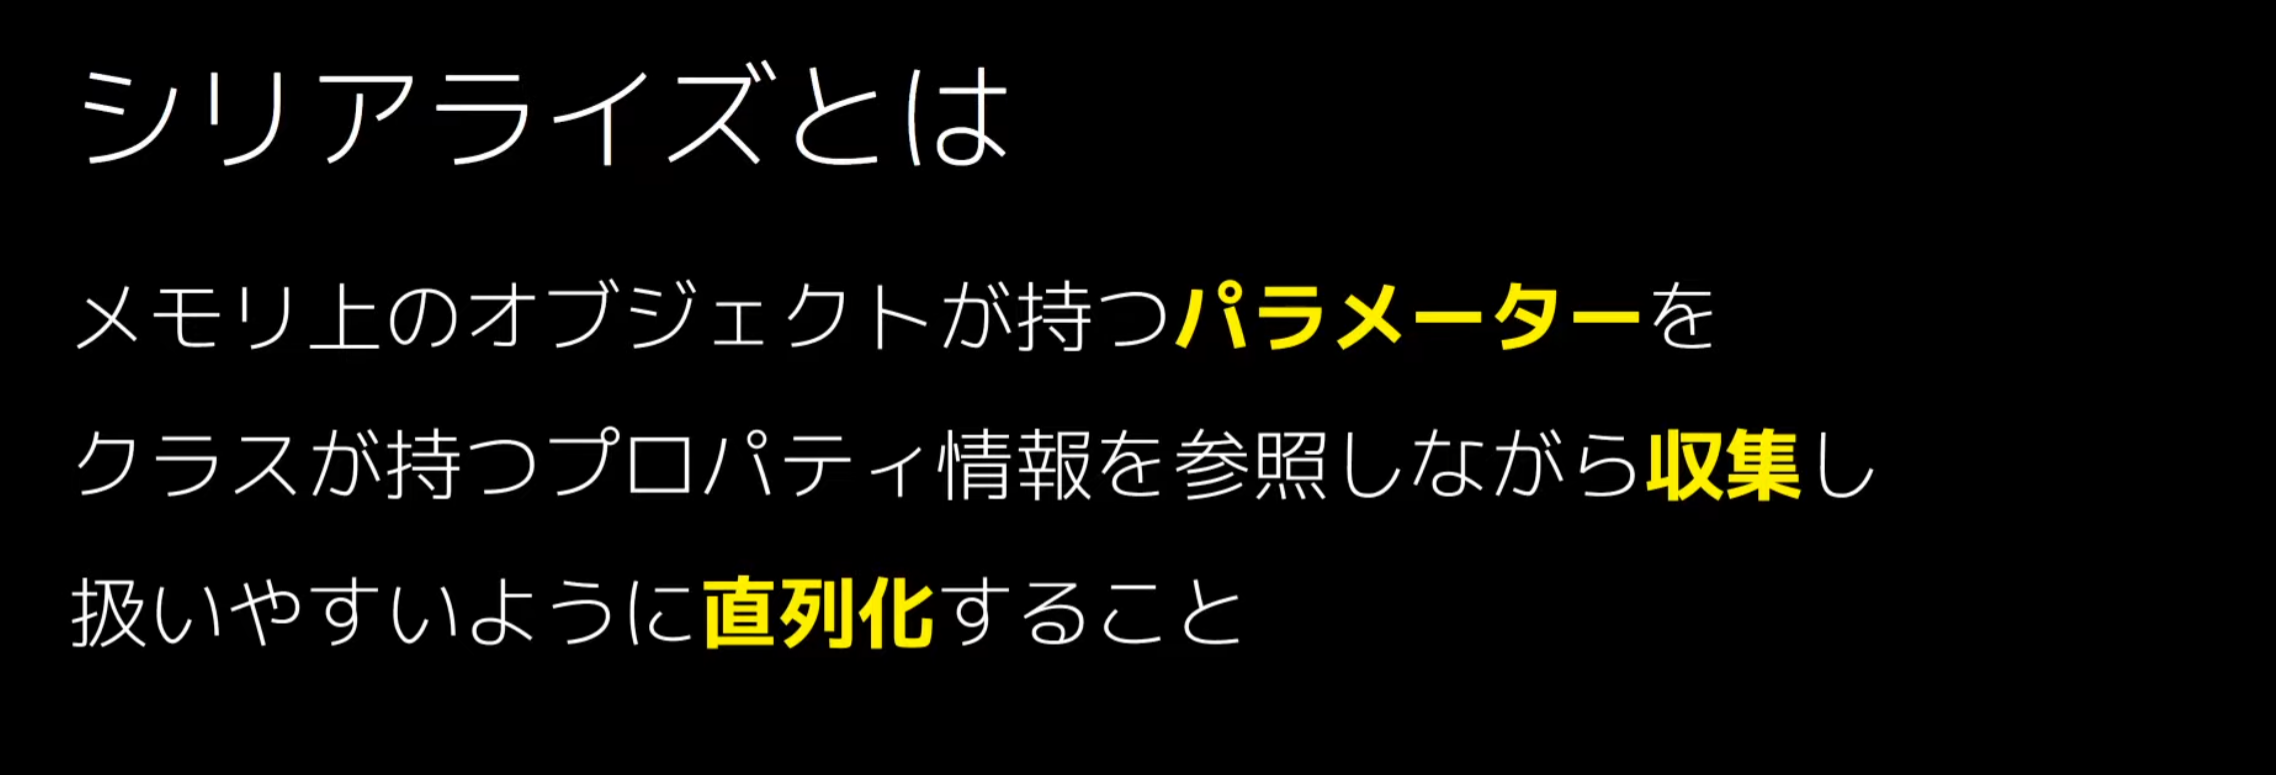 シリアライズとは
メモリ上のオブジェクトが持つパラメーターを
クラスが持つプロパティ情報を参照しながら収集し
扱いやすいように直列化すること